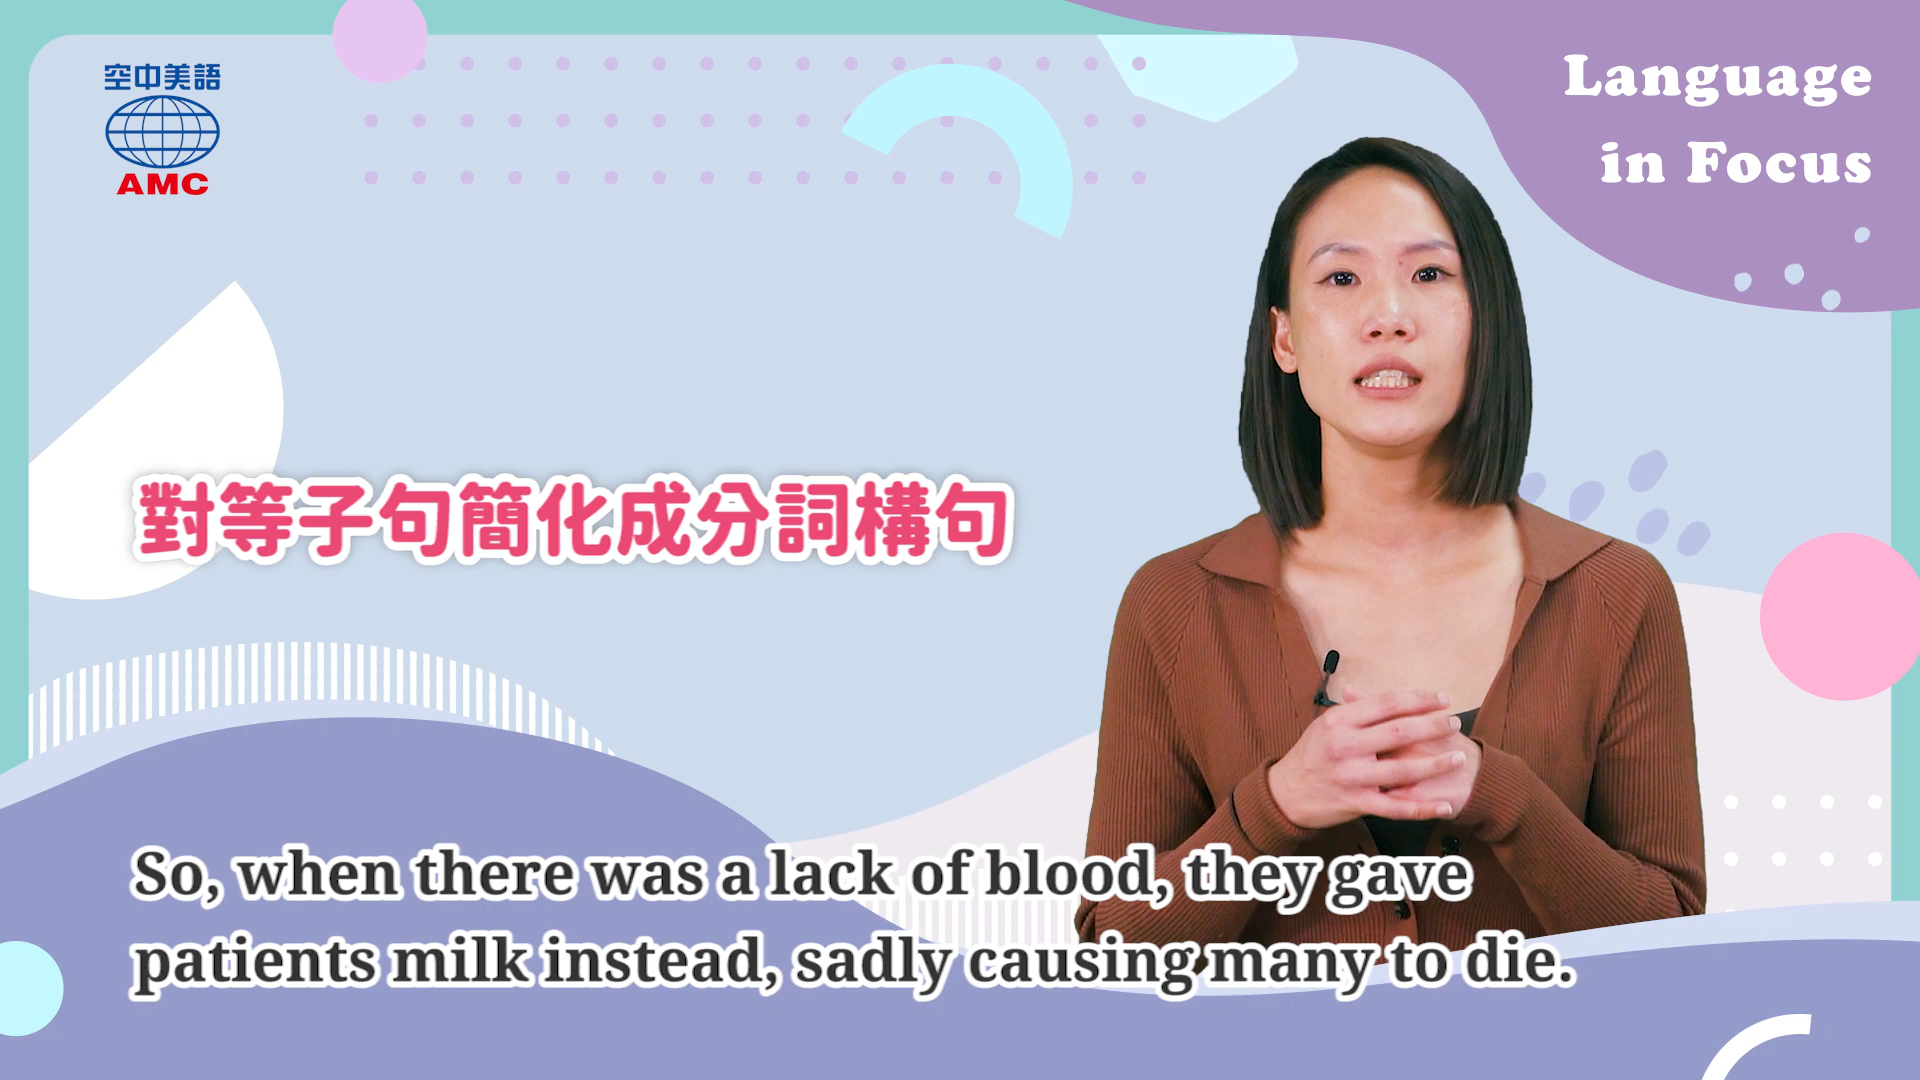 空中美語
AMC
Language
in Focus
對等子句簡化成分詞構句
So, when there was a lack of blood, they gave
patients milk instead, sadly causing many to die.